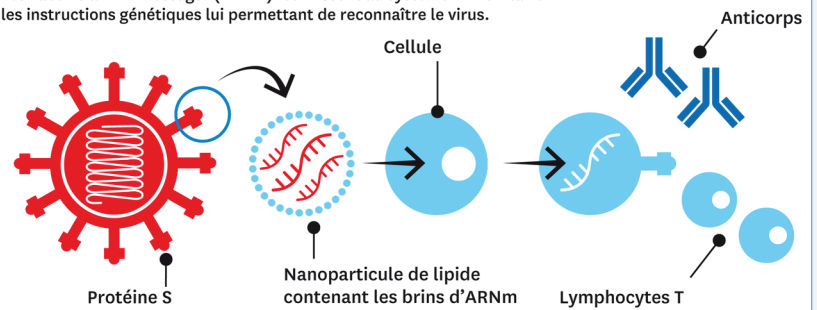 les instructions génétiques lui permettant de reconnaître le virus.
Anticorps
Cellule
Nanoparticule de lipide
contenant les brins d'ARNm
Protéine S
Lymphocytes T